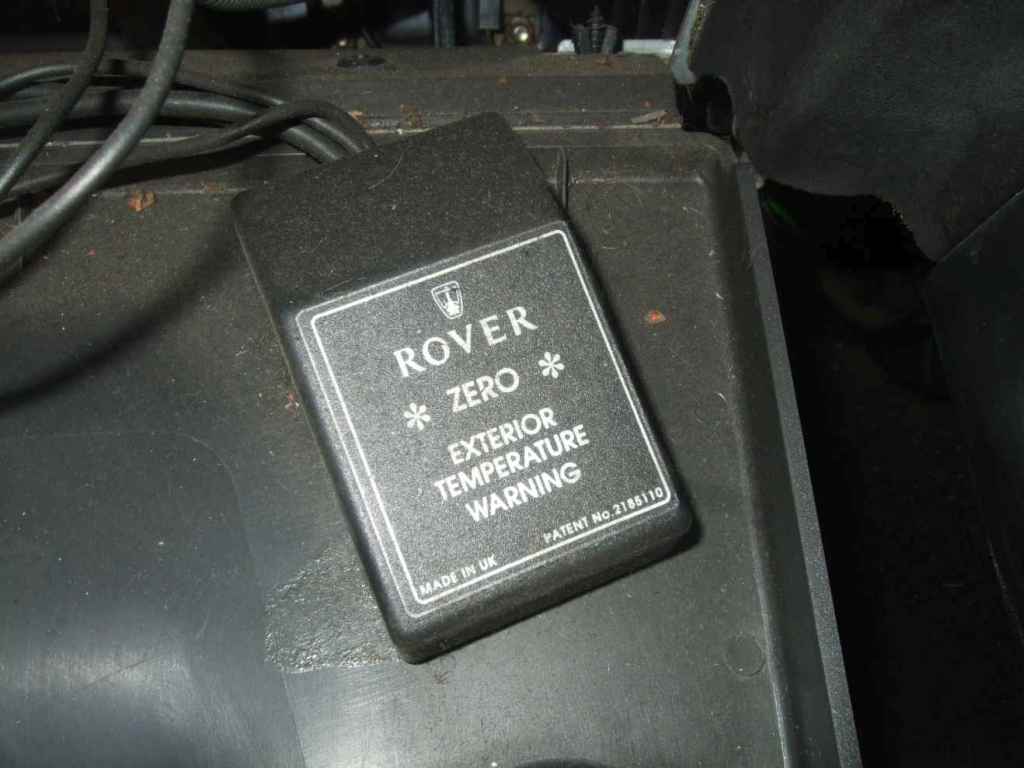 ROVER
* ZERO *
EXTERIOR
TEMPERATURE
WARNING
MADE IN UK PATENT No.2185110